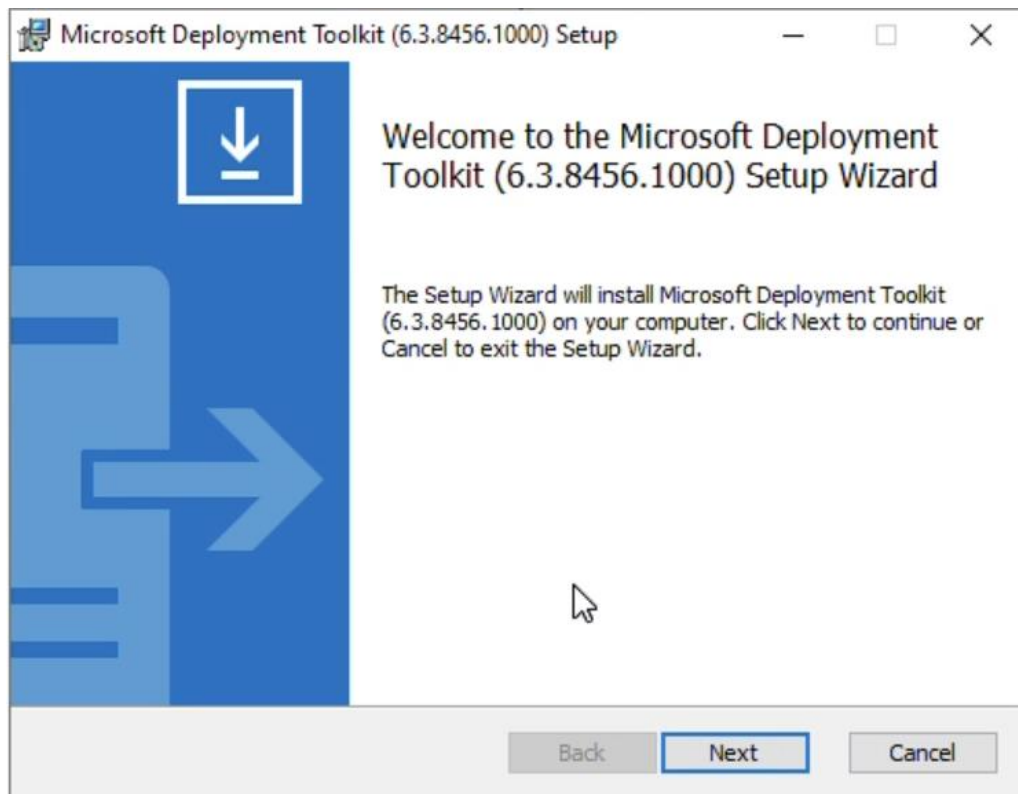 Microsoft Deployment Toolkit (6.3.8456.1000) Setup
Welcome to the Microsoft Deployment
Toolkit (6.3.8456.1000) Setup Wizard
The Setup Wizard will install Microsoft Deployment Toolkit
(6.3.8456.1000) on your computer. Click Next to continue or
Cancel to exit the Setup Wizard.
Back Next Cancel